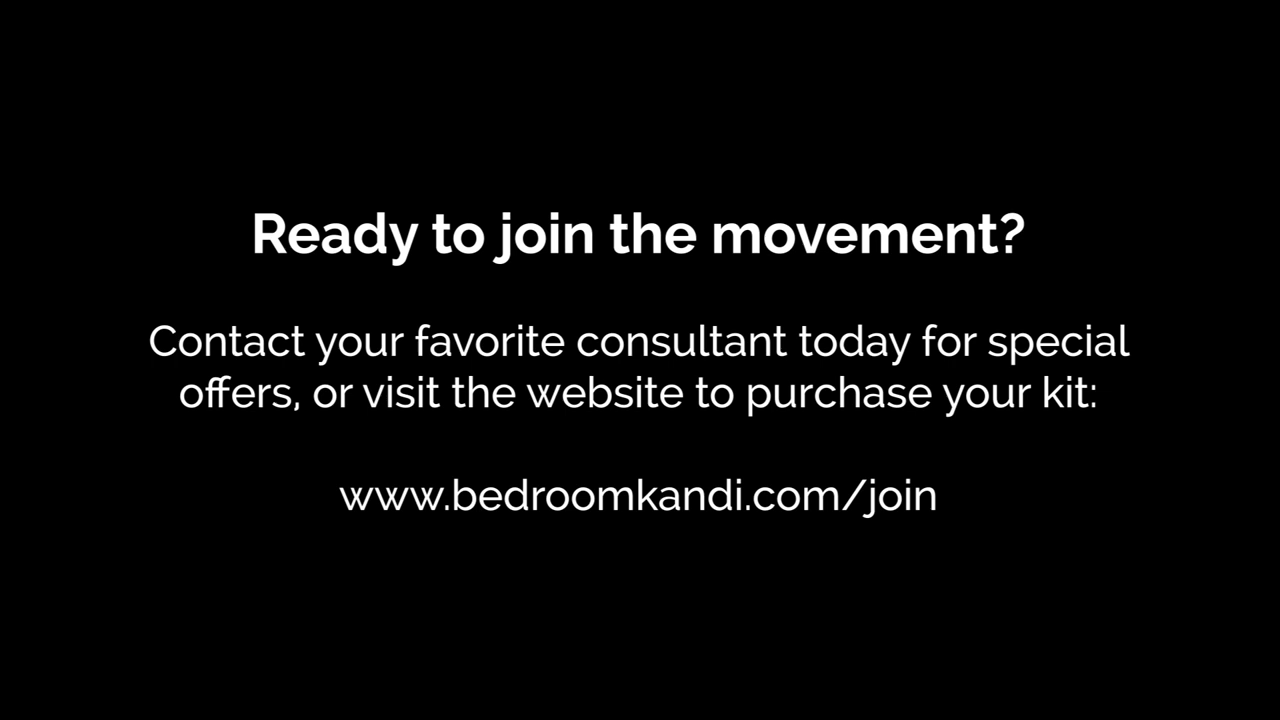 Ready to join the movement?
Contact your favorite consultant today for special
offers, or visit the website to purchase your kit:
www.bedroomkandi.com/join